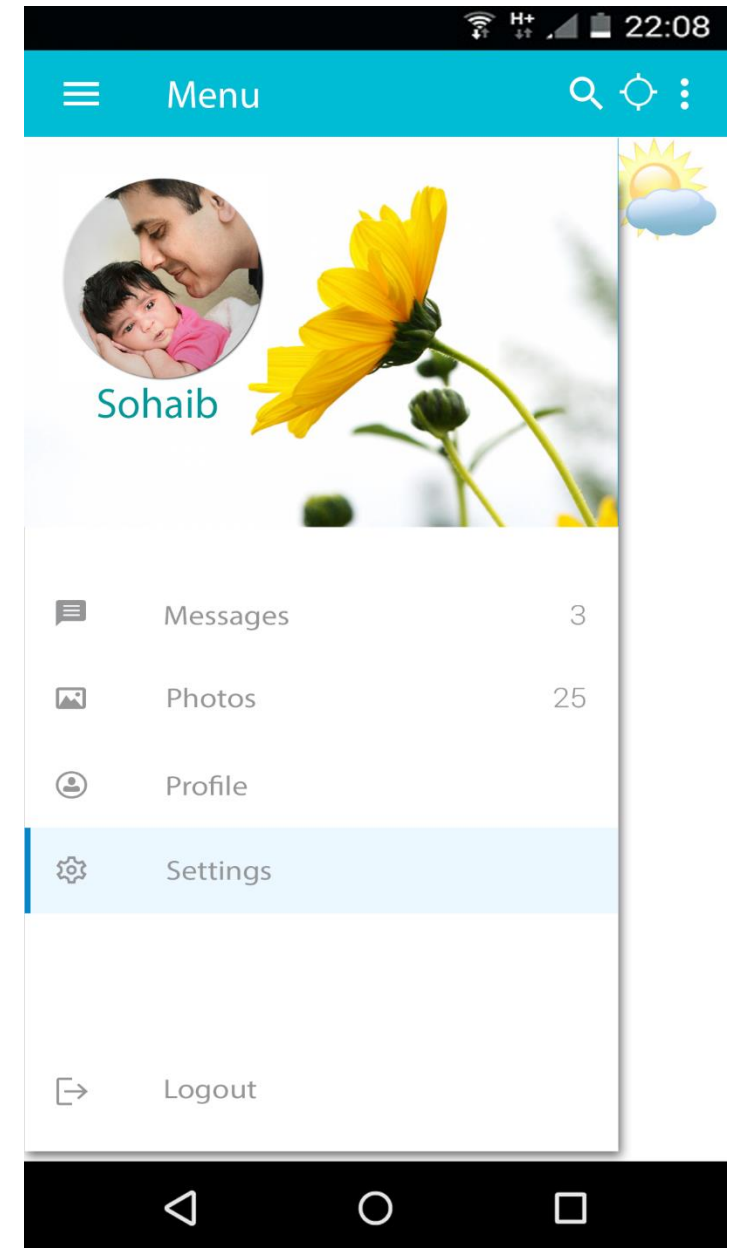 H+ 22:08
Menu
Sohaib
Messages 3
Photos 25
Profile
Settings
Logout